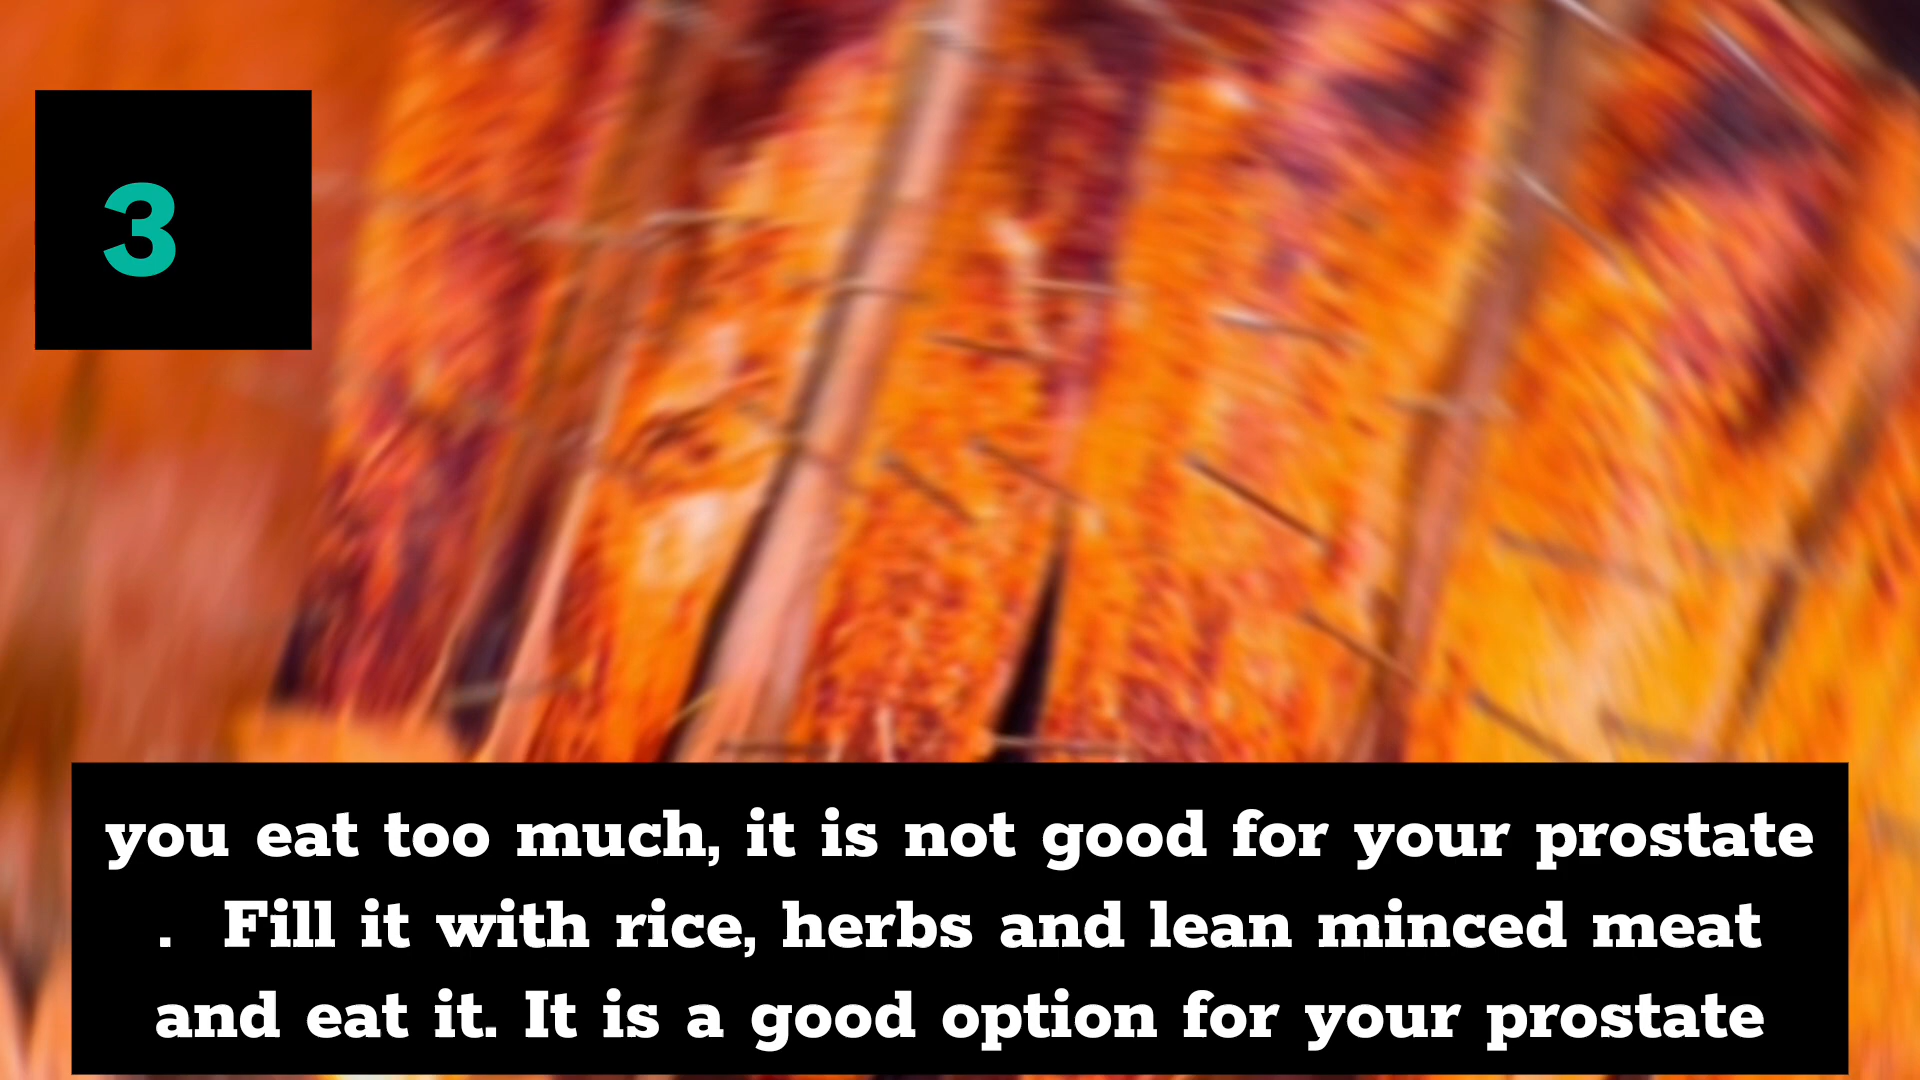 3
you eat too much, it is not good for your prostate
. Fill it with rice, herbs and lean minced meat
and eat it. It is a good option for your prostate